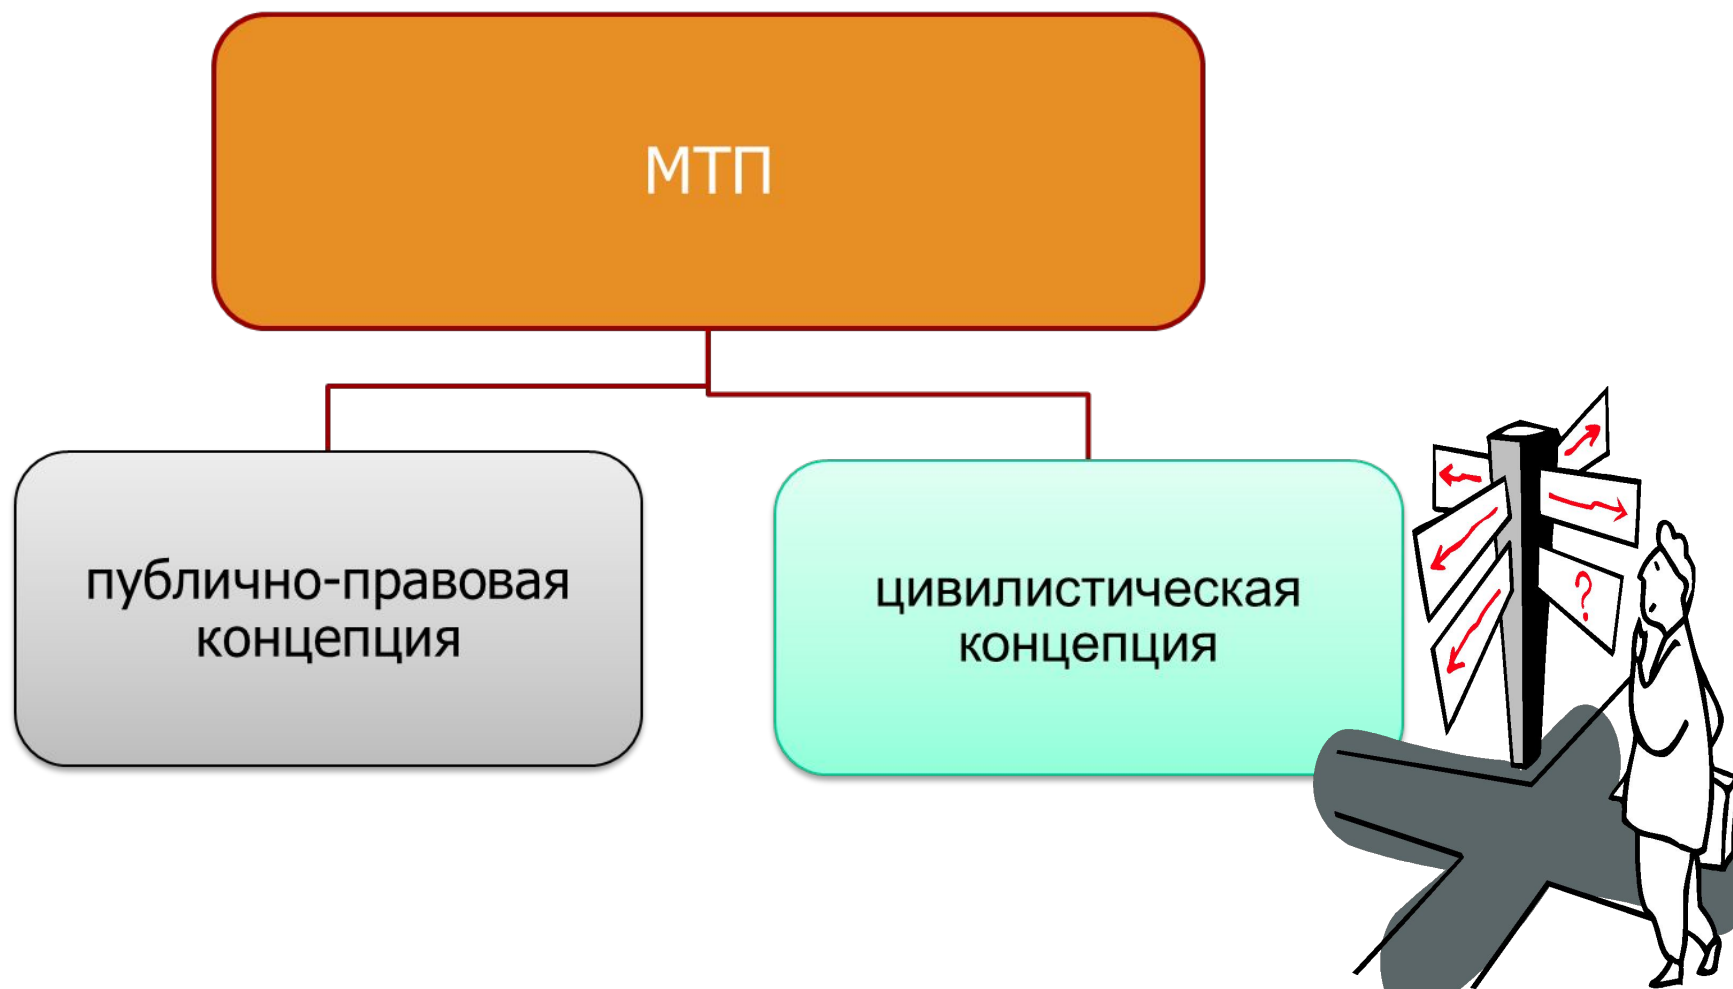 МТП
публично-правовая
концепция
цивилистическая
концепция
?